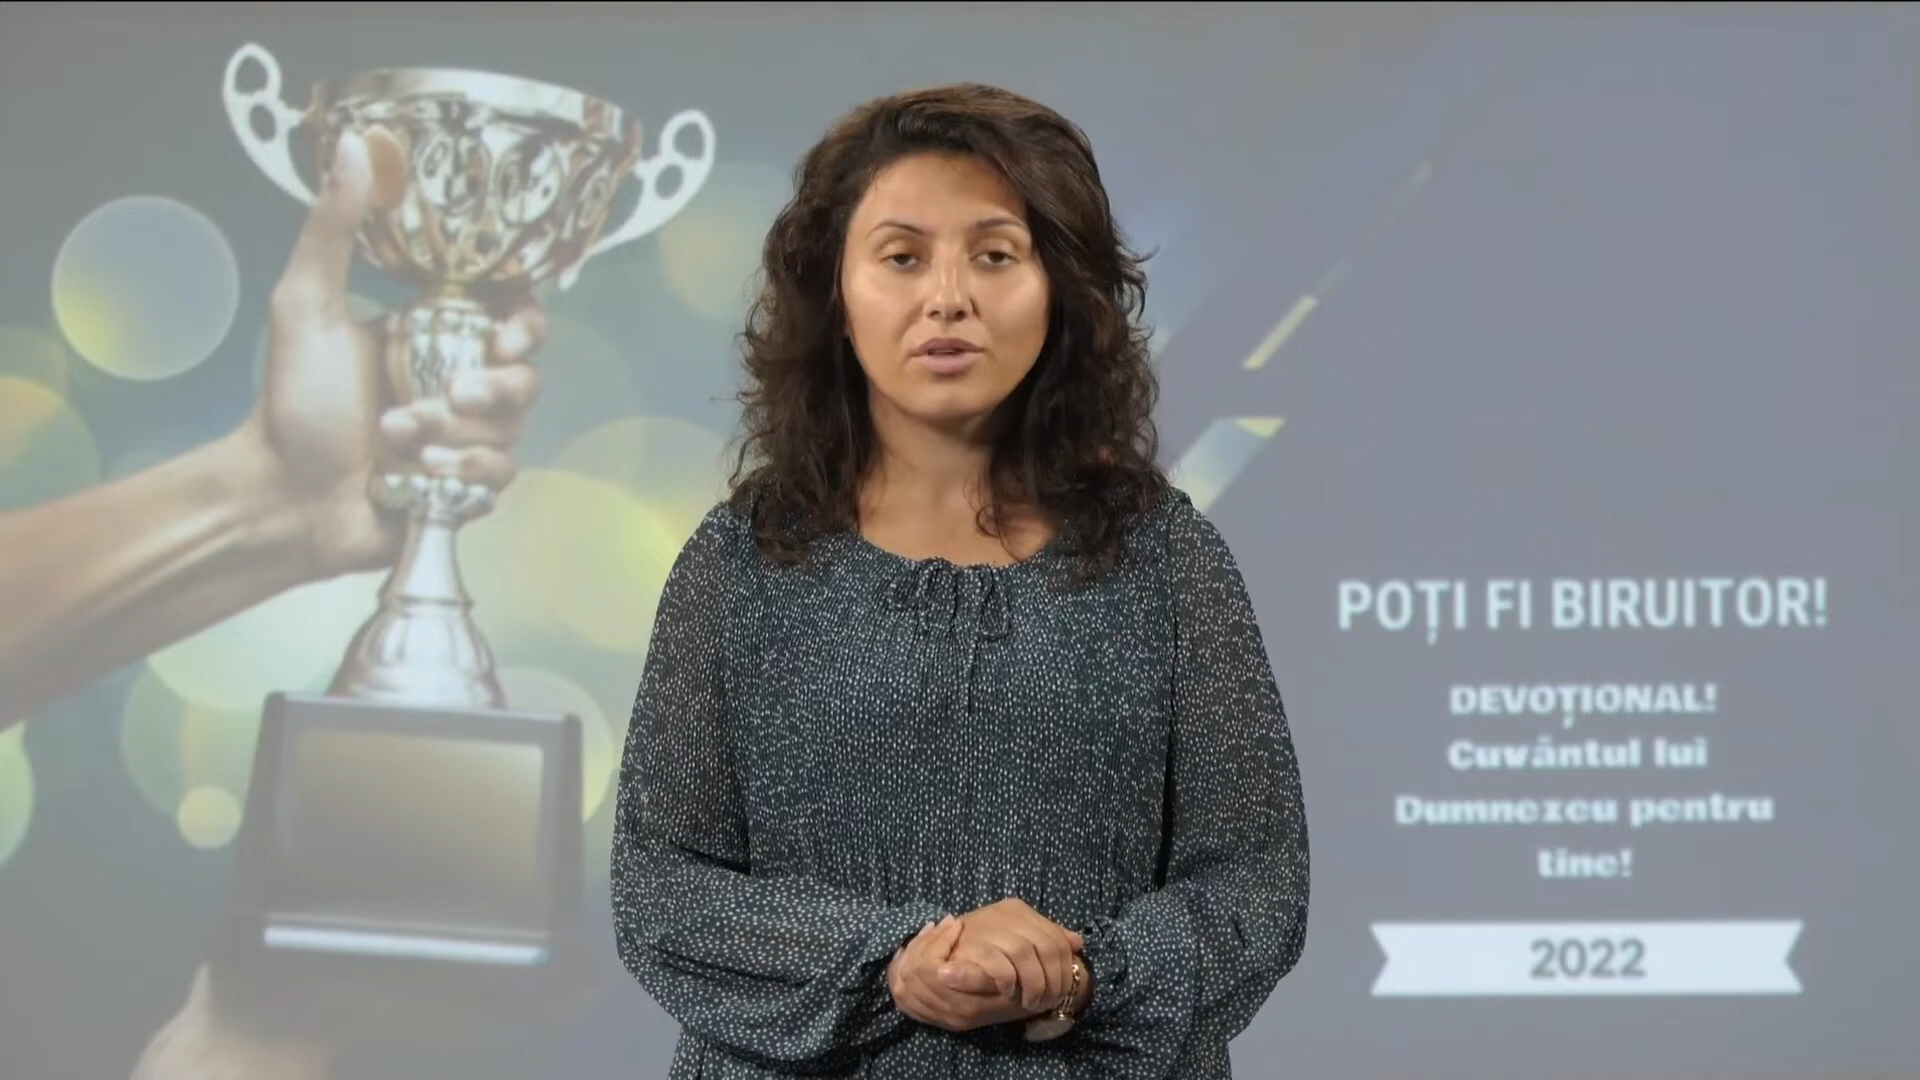 POȚI FI BIRUITOR!
DEVOȚIONAL!
Cuvântul lui
Dumnezeu pentru
tine!
2022